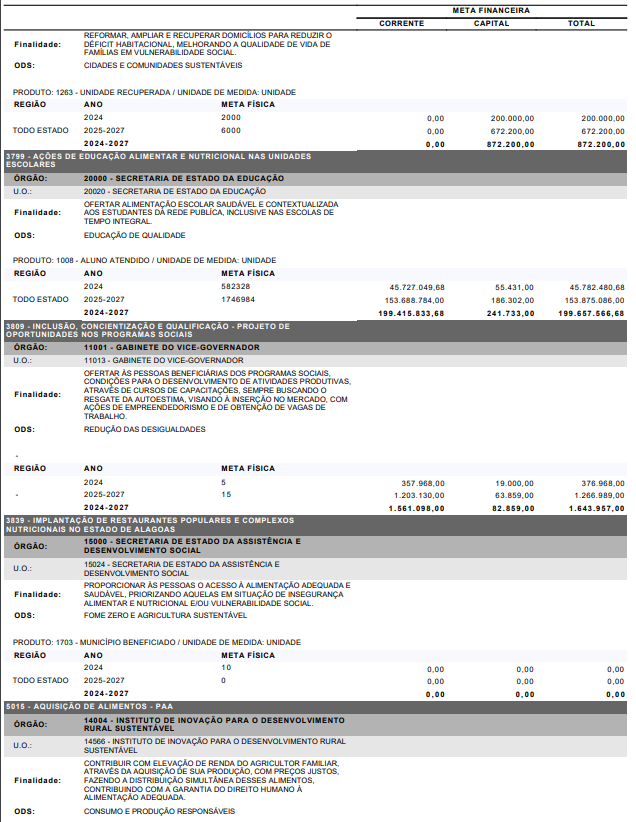 META FINANCEIRA
CORRENTE CAPITAL TOTAL
Finalidade: REFORMAR, AMPLIAR E RECUPERAR DOMICÍLIOS PARA REDUZIR O
DÉFICIT HABITACIONAL, MELHORANDO A QUALIDADE DE VIDA DE
FAMÍLIAS EM VULNERABILIDADE SOCIAL.
ODS: CIDADES E COMUNIDADES SUSTENTÁVEIS
PRODUTO: 1263 - UNIDADE RECUPERADA / UNIDADE DE MEDIDA: UNIDADE
REGIÃO ANO META FÍSICA
2024 2000 0,00 200.000,00 200.000,00
TODO ESTADO 2025-2027 6000 0,00 672.200,00 672.200,00
2024-2027 0,00 872.200,00 872.200,00
3799 - AÇÕES DE EDUCAÇÃO ALIMENTAR E NUTRICIONAL NAS UNIDADES
ESCOLARES
ÓRGÃO: 20000 - SECRETARIA DE ESTADO DA EDUCAÇÃO
U.O.: 20020 - SECRETARIA DE ESTADO DA EDUCAÇÃO
Finalidade: OFERTAR ALIMENTAÇÃO ESCOLAR SAUDÁVEL E CONTEXTUALIZADA
AOS ESTUDANTES DA REDE PUBLÍCA, INCLUSIVE NAS ESCOLAS DE
TEMPO INTEGRAL.
ODS: EDUCAÇÃO DE QUALIDADE
PRODUTO: 1008 - ALUNO ATENDIDO / UNIDADE DE MEDIDA: UNIDADE
REGIÃO ANO META FÍSICA
2024 582328 45.727.049,68 55.431,00 45.782.480,68
TODO ESTADO 2025-2027 1746984 153.688.784,00 186.302,00 153.875.086,00
2024-2027 199.415.833,68 241.733,00 199.657.566,68
3809 - INCLUSÃO, CONCIENTIZAÇÃO E QUALIFICAÇÃO - PROJETO DE
OPORTUNIDADES NOS PROGRAMAS SOCIAIS
ÓRGÃO: 11001 - GABINETE DO VICE-GOVERNADOR
U.O.: 11013 - GABINETE DO VICE-GOVERNADOR
Finalidade: OFERTAR ÀS PESSOAS BENEFICIÁRIAS DOS PROGRAMAS SOCIAIS,
CONDIÇÕES PARA O DESENVOLVIMENTO DE ATIVIDADES PRODUTIVAS,
ATRAVÉS DE CURSOS DE CAPACITAÇÕES, SEMPRE BUSCANDO O
RESGATE DA AUTOESTIMA, VISANDO À INSERÇÃO NO MERCADO, COM
AÇÕES DE EMPREENDEDORISMO E DE OBTENÇÃO DE VAGAS DE
TRABALHO.
ODS: REDUÇÃO DAS DESIGUALDADES
-
REGIÃO ANO META FÍSICA
2024 5 357.968,00 19.000,00 376.968,00
- 2025-2027 15 1.203.130,00 63.859,00 1.266.989,00
2024-2027 1.561.098,00 82.859,00 1.643.957,00
3839 - IMPLANTAÇÃO DE RESTAURANTES POPULARES E COMPLEXOS
NUTRICIONAIS NO ESTADO DE ALAGOAS
ÓRGÃO: 15000 - SECRETARIA DE ESTADO DA ASSISTÊNCIA E
DESENVOLVIMENTO SOCIAL
U.O.: 15024 - SECRETARIA DE ESTADO DA ASSISTÊNCIA E
DESENVOLVIMENTO SOCIAL
Finalidade: PROPORCIONAR ÀS PESSOAS O ACESSO À ALIMENTAÇÃO ADEQUADA E
SAUDÁVEL, PRIORIZANDO AQUELAS EM SITUAÇÃO DE INSEGURANÇA
ALIMENTAR E NUTRICIONAL E/OU VULNERABILIDADE SOCIAL.
ODS: FOME ZERO E AGRICULTURA SUSTENTÁVEL
PRODUTO: 1703 - MUNICÍPIO BENEFICIADO / UNIDADE DE MEDIDA: UNIDADE
REGIÃO ANO META FÍSICA
2024 10 0,00 0,00 0,00
TODO ESTADO 2025-2027 0 0,00 0,00 0,00
2024-2027 0,00 0,00 0,00
5015 - AQUISIÇÃO DE ALIMENTOS - PAA
ÓRGÃO: 14004 - INSTITUTO DE INOVAÇÃO PARA O DESENVOLVIMENTO
RURAL SUSTENTÁVEL
U.O.: 14566 - INSTITUTO DE INOVAÇÃO PARA O DESENVOLVIMENTO RURAL
SUSTENTÁVEL
Finalidade: CONTRIBUIR COM ELEVAÇÃO DE RENDA DO AGRICULTOR FAMILIAR,
ATRAVÉS DA AQUISIÇÃO DE SUA PRODUÇÃO, COM PREÇOS JUSTOS,
FAZENDO A DISTRIBUIÇÃO SIMULTÂNEA DESSES ALIMENTOS,
CONTRIBUINDO COM A GARANTIA DO DIREITO HUMANO À
ALIMENTAÇÃO ADEQUADA.
ODS: CONSUMO E PRODUÇÃO RESPONSÁVEIS